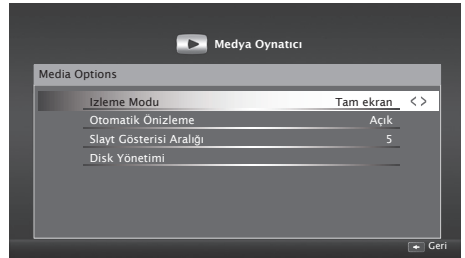 Medya Oynatıcı
Media Options
Izleme Modu Tam ekran < >
Otomatik Önizleme Açık
Slayt Gösterisi Aralığı 5
Disk Yönetimi
Geri